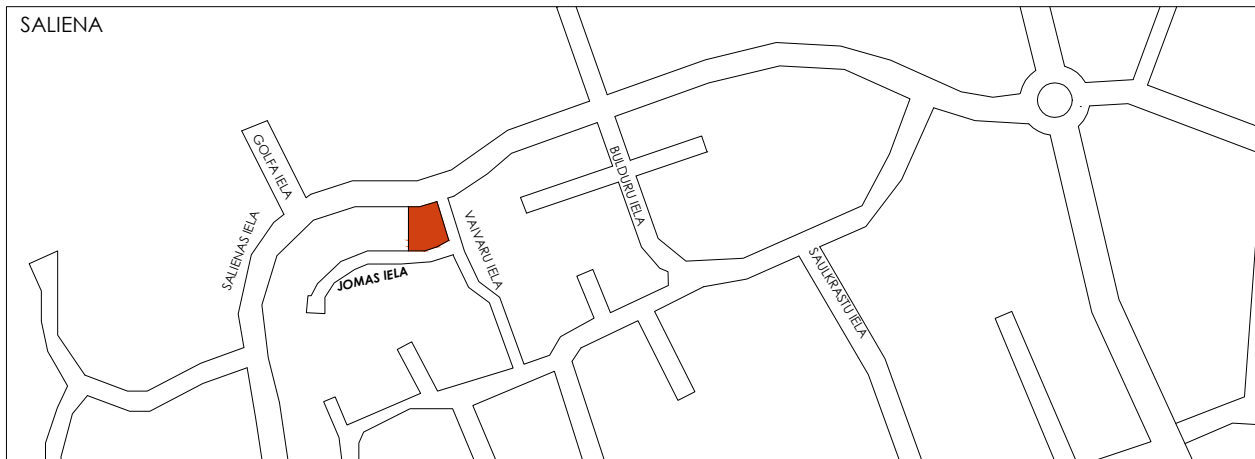 SALIENA
GOLFA IELA
SALIENAS IELA
JOMAS IELA
VAIVARU IELA
BULDURU IELA
SAULKRASTU IELA